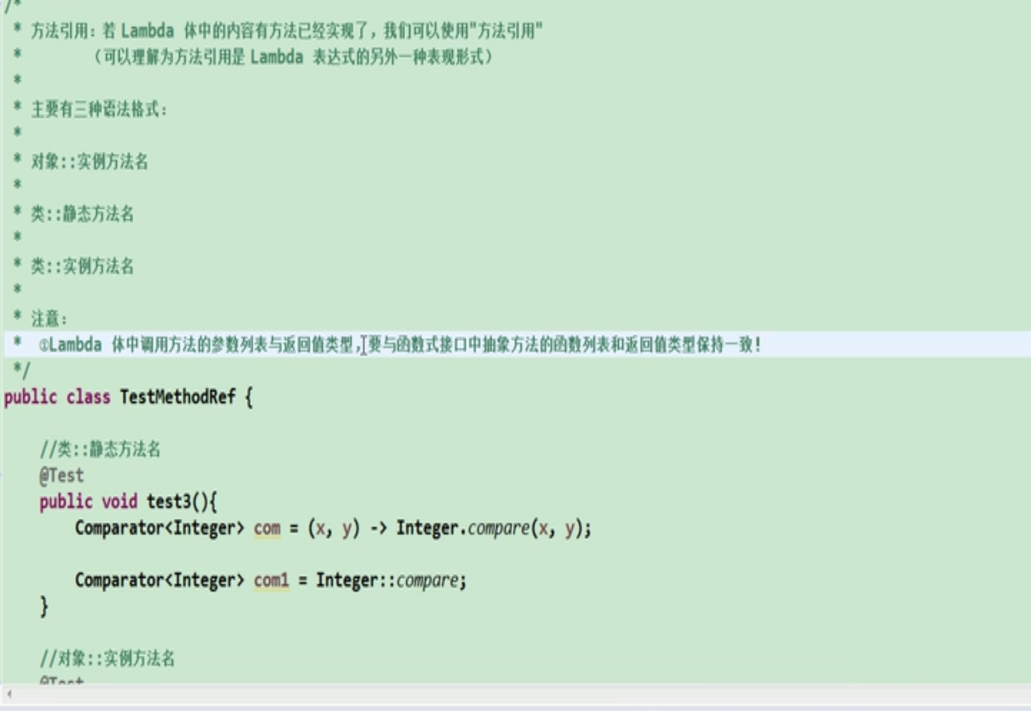 /*
* 方法引用：若 Lambda 体中的内容有方法已经实现了，我们可以使用"方法引用"
* （可以理解为方法引用是 Lambda 表达式的另外一种表现形式）
*
* 主要有三种语法格式：
*
* 对象::实例方法名
*
* 类::静态方法名
*
* 类::实例方法名
*
* 注意：
* ①Lambda 体中调用方法的参数列表与返回值类型，要与函数式接口中抽象方法的函数列表和返回值类型保持一致！
*/
public class TestMethodRef {
//类::静态方法名
@Test
public void test3(){
Comparator<Integer> com = (x, y) -> Integer.compare(x, y);
Comparator<Integer> com1 = Integer::compare;
}
//对象::实例方法名
@Test